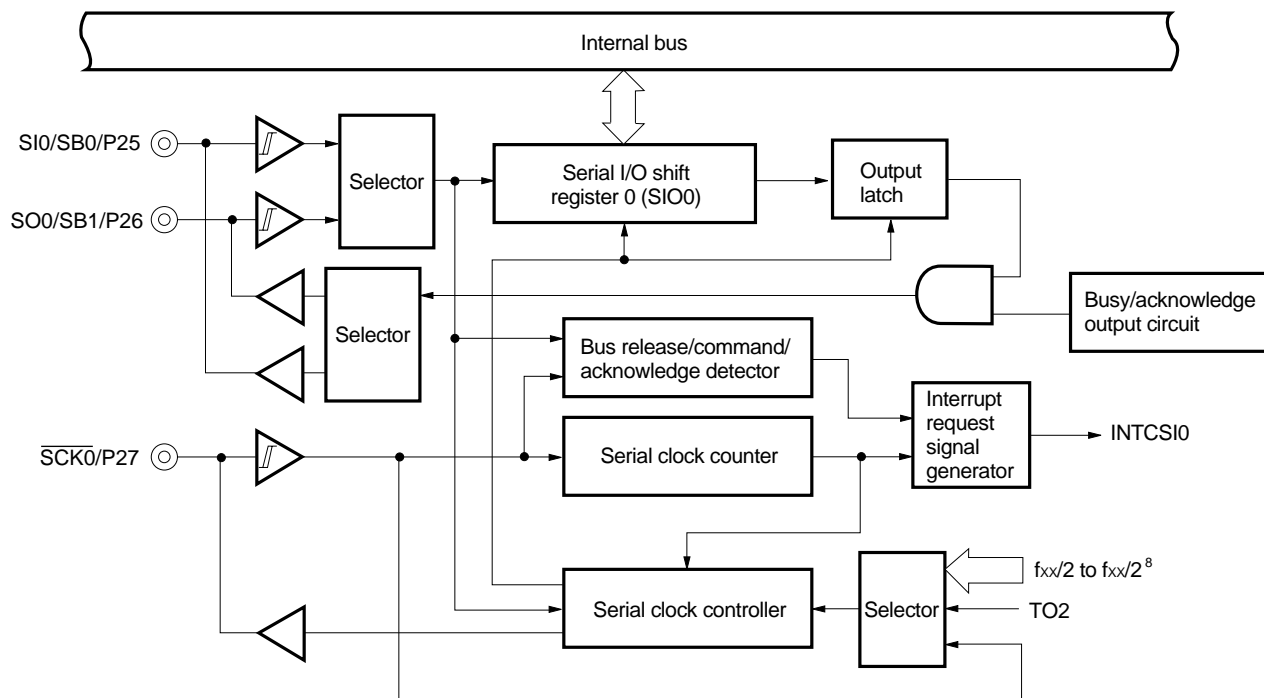 Internal bus
SI0/SB0/P25
Selector
Serial I/O shift
register 0 (SIO0)
Output
latch
SO0/SB1/P26
Selector
Busy/acknowledge
output circuit
Bus release/command/
acknowledge detector
Interrupt
request
signal
generator
INTCSI0
SCK0/P27
Serial clock counter
Serial clock controller
Selector
fxx/2 to fxx/2⁸
TO2